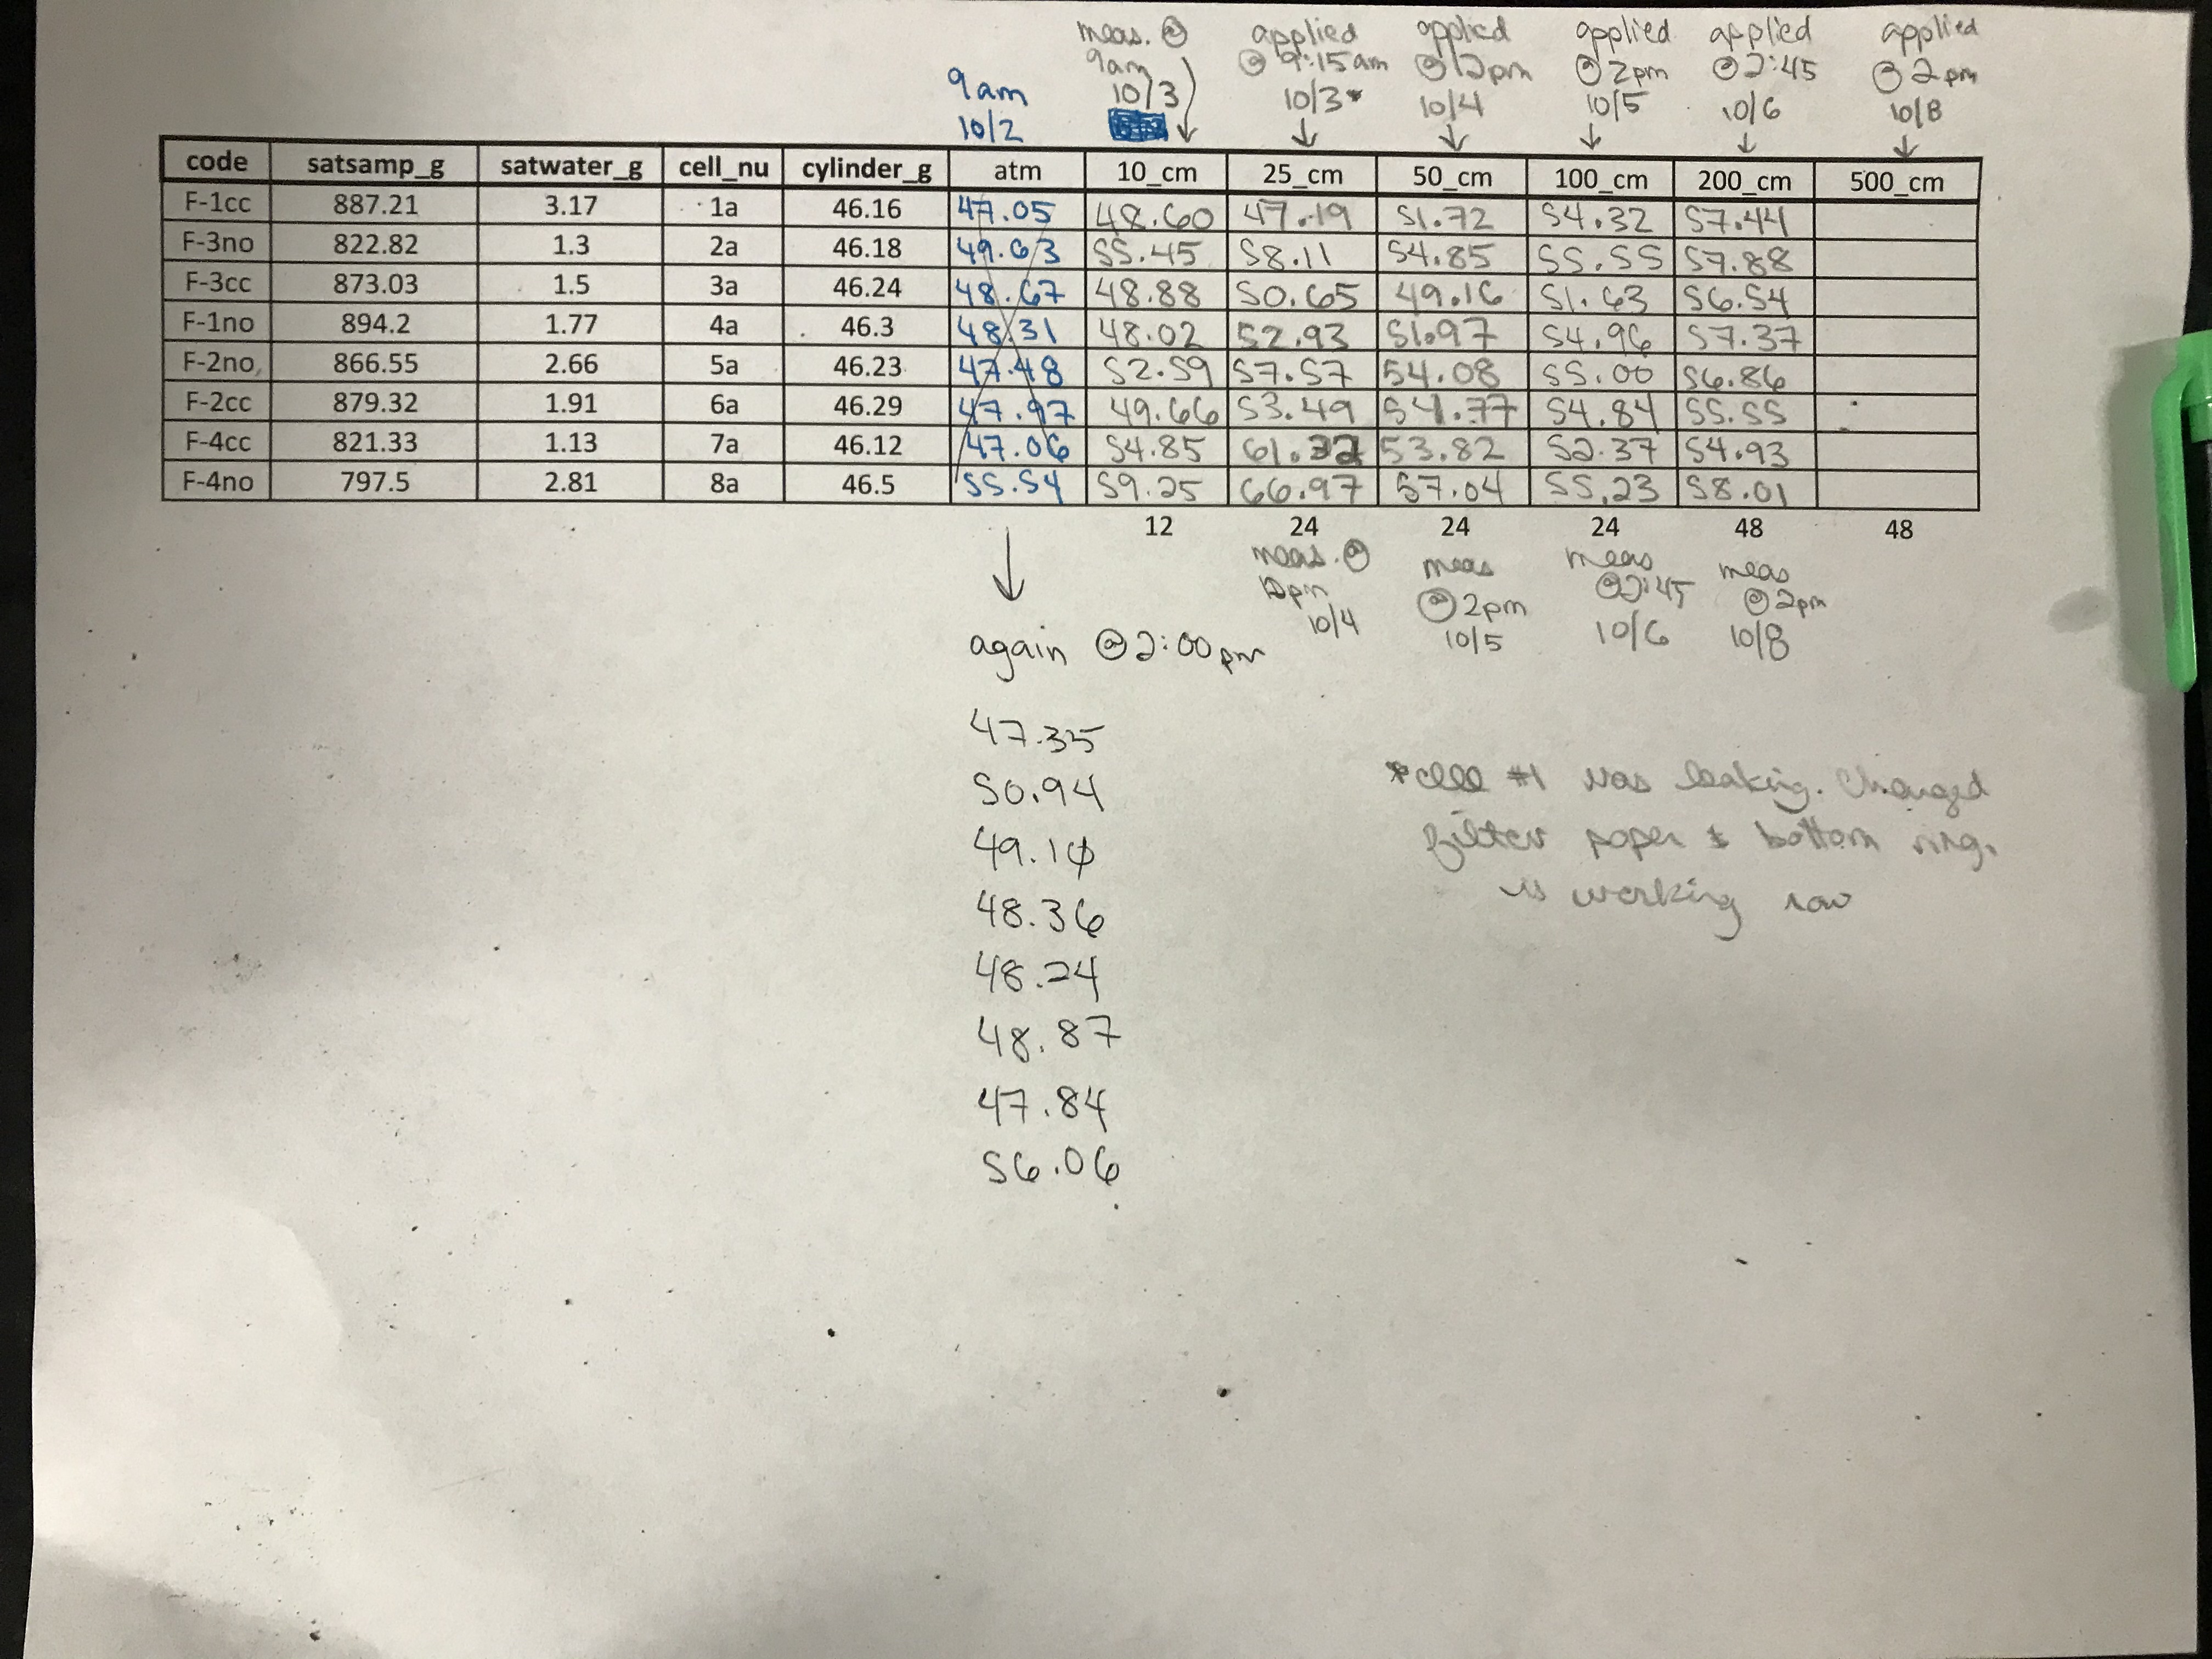 meas. @ applied applied applied applied applied
9am @ 9:15am @ 12pm @ 2pm @ 2:45 @ 2pm
9am 10/3 10/3* 10/4 10/5 10/6 10/8
10/2
code satsamp_g satwater_g cell_nu cylinder_g atm 10_cm 25_cm 50_cm 100_cm 200_cm 500_cm
F-1cc 887.21 3.17 1a 46.16 47.05 48.60 47.19 51.72 54.32 57.44
F-3no 822.82 1.3 2a 46.18 49.63 55.45 58.11 54.85 55.55 57.88
F-3cc 873.03 1.5 3a 46.24 48.67 48.88 50.65 49.16 51.63 56.54
F-1no 894.2 1.77 4a 46.3 48.31 48.02 52.93 51.97 54.96 57.37
F-2no 866.55 2.66 5a 46.23 47.48 52.59 57.57 54.08 55.00 56.86
F-2cc 879.32 1.91 6a 46.29 47.97 49.66 53.49 54.84 55.55
F-4cc 821.33 1.13 7a 46.12 47.06 54.85 53.82 52.37 54.93
F-4no 797.5 2.81 8a 46.5 55.54 59.25 66.97 57.04 55.23 58.01
12 24 24 24 48 48
meas. @ meas meas meas
12pm @ 2pm @2:45 @ 2pm
10/4 10/5 10/6 10/8
again @ 2:00pm
47.35
50.94
49.10
48.36
48.24
48.87
47.84
56.06
*cell #1 was leaking. Changed
filter paper & bottom ring.
is working now